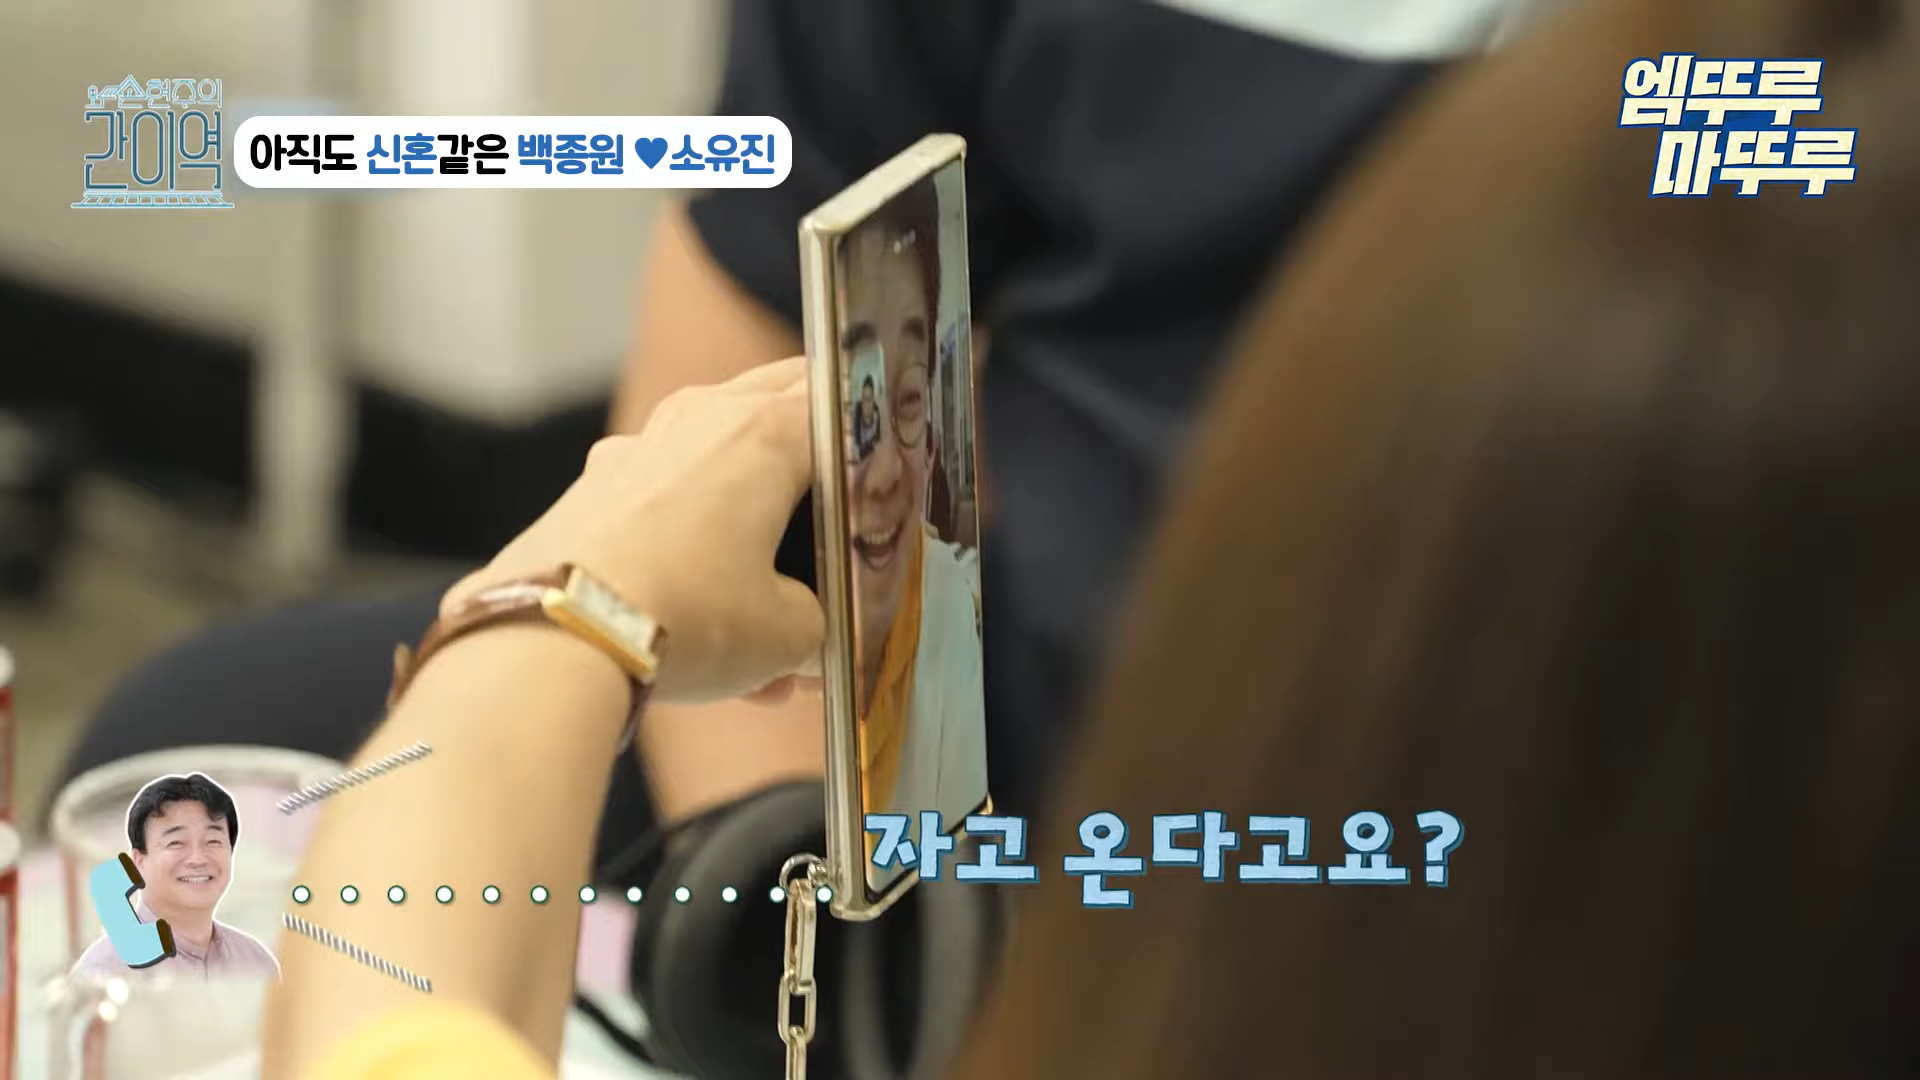 손현주의
간이역
아직도 신혼같은 백종원 ♥소유진
엠뚜루
마뚜루
자고 온다고요?